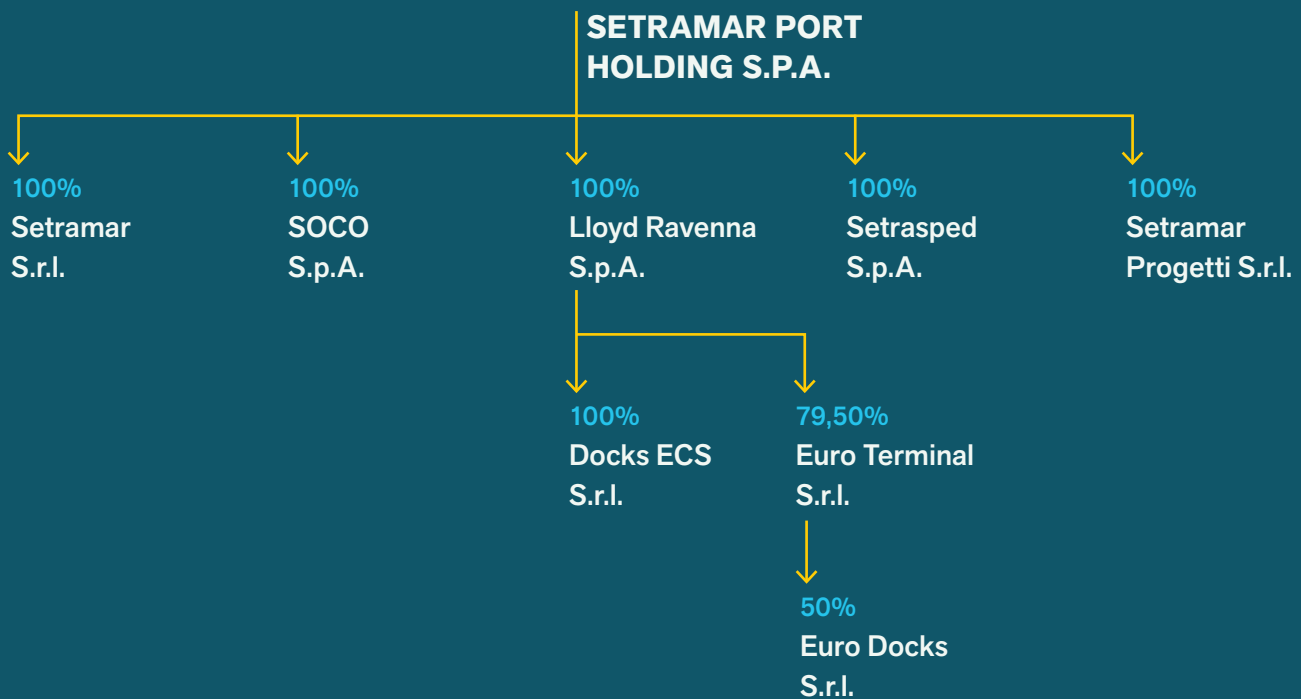 SETRAMAR PORT
HOLDING S.P.A.
100%
Setramar
S.r.l.
100%
SOCO
S.p.A.
100%
Lloyd Ravenna
S.p.A.
100%
Setrasped
S.p.A.
100%
Setramar
Progetti S.r.l.
100%
Docks ECS
S.r.l.
79,50%
Euro Terminal
S.r.l.
50%
Euro Docks
S.r.l.